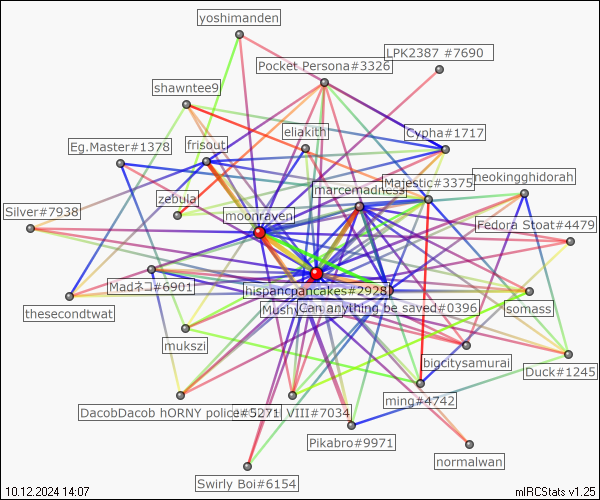 yoshimanden
LPK2387 #7690
Pocket Persona#3326
shawntee9
eliakith
Cypha#1717
Eg.Master#1378
frisout
marcemadness
Majestic#3375
neokingghidorah
zebula
Silver#7938
moonraven
Fedora Stoat#4479
Madネコ#6901
hispancpancakes#2928
thesecondtwat
Can anything be saved#0396
somass
mukszi
bigcitysamurai
Duck#1245
ming#4742
DacobDacob hORNY police#5271
VIII#7034
Pikabro#9971
normalwan
Swirly Boi#6154
10.12.2024 14:07
mIRCStats v1.25